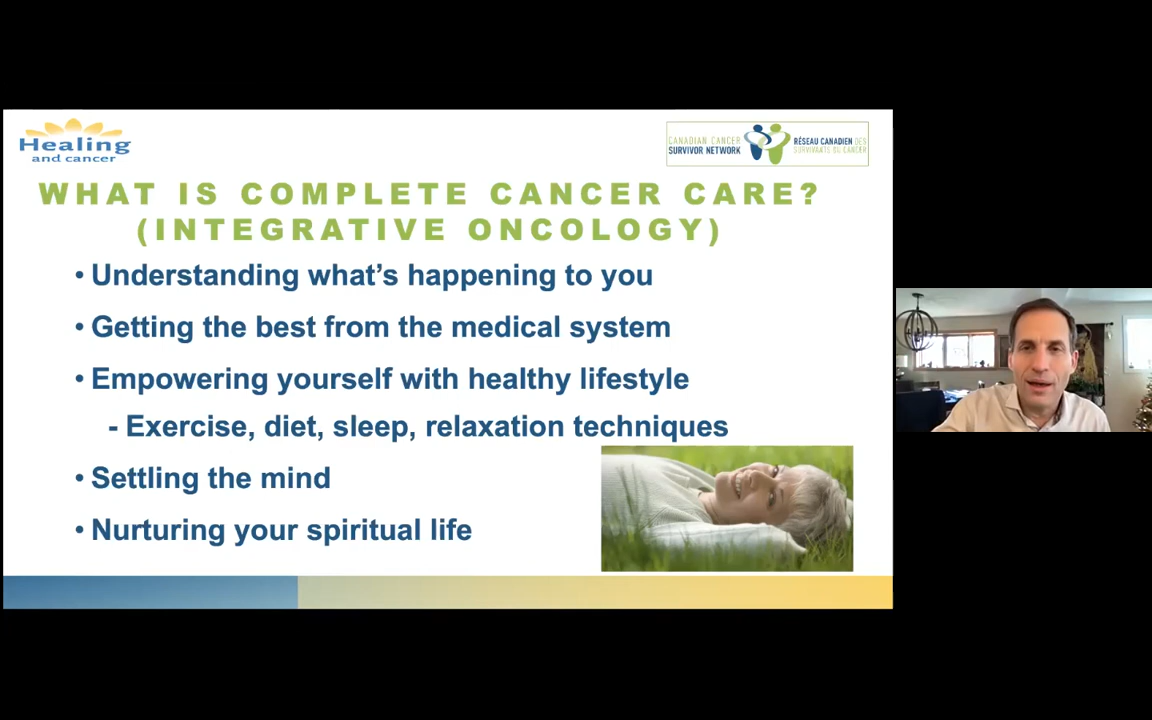 Healing
and cancer
CANADIAN CANCER
SURVIVOR NETWORK
RÉSEAU CANADIEN DES
SURVIVANTS DU CANCER
WHAT IS COMPLETE CANCER CARE?
(INTEGRATIVE ONCOLOGY)
• Understanding what's happening to you
• Getting the best from the medical system
• Empowering yourself with healthy lifestyle
- Exercise, diet, sleep, relaxation techniques
• Settling the mind
• Nurturing your spiritual life